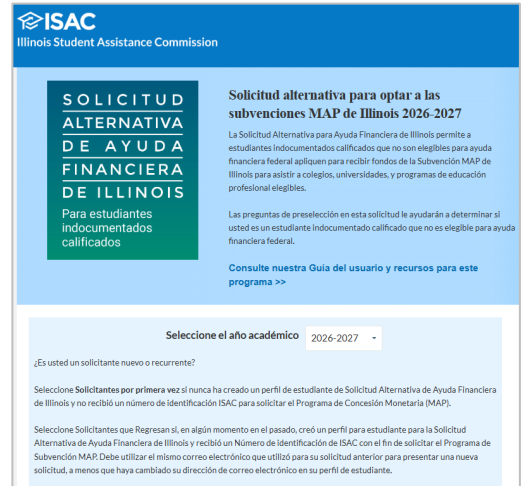 ISAC
Illinois Student Assistance Commission
SOLICITUD
ALTERNATIVA
DE AYUDA
FINANCIERA
DE ILLINOIS
Para estudiantes
indocumentados
calificados
Solicitud alternativa para optar a las
subvenciones MAP de Illinois 2026-2027
La Solicitud Alternativa para Ayuda Financiera de Illinois permite a
estudiantes indocumentados calificados que no son elegibles para ayuda
financiera federal apliquen para recibir fondos de la Subvención MAP de
Illinois para asistir a colegios, universidades, y programas de educación
profesional elegibles.
Las preguntas de preselección en esta solicitud le ayudarán a determinar si
usted es un estudiante indocumentado calificado que no es elegible para ayuda
financiera federal.
Consulte nuestra Guía del usuario y recursos para este
programa >>
Seleccione el año académico 2026-2027
¿Es usted un solicitante nuevo o recurrente?
Seleccione Solicitantes por primera vez si nunca ha creado un perfil de estudiante de Solicitud Alternativa de Ayuda Financiera
de Illinois y no recibió un número de identificación ISAC para solicitar el Programa de Concesión Monetaria (MAP).
Seleccione Solicitantes que Regresan si, en algún momento en el pasado, creó un perfil para estudiante para la Solicitud
Alternativa de Ayuda Financiera de Illinois y recibió un Número de identificación de ISAC con el fin de solicitar el Programa de
Subvención MAP. Debe utilizar el mismo correo electrónico que utilizó para su solicitud anterior para presentar una nueva
solicitud, a menos que haya cambiado su dirección de correo electrónico en su perfil de estudiante.